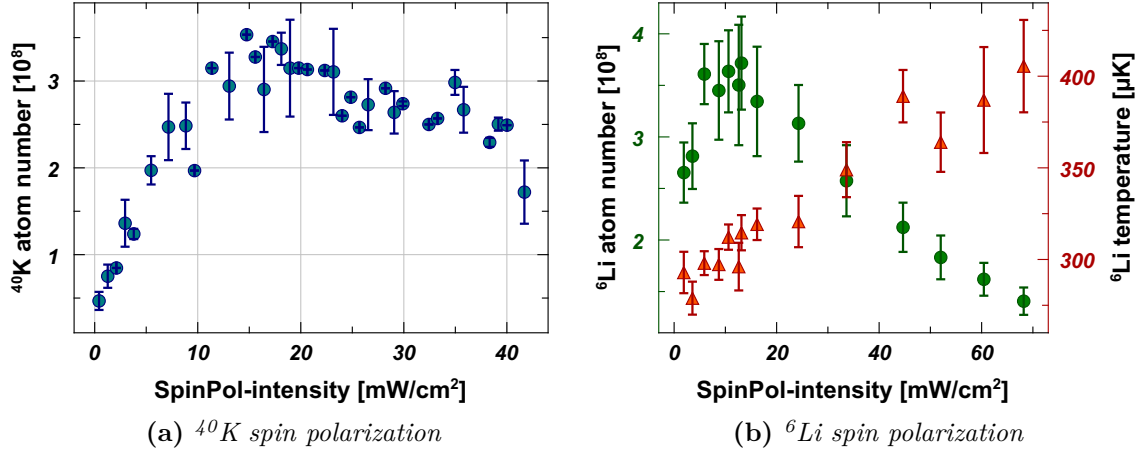 ⁴⁰K atom number [10⁸]
3
2
1
0 10 20 30 40
SpinPol-intensity [mW/cm²]
(a) ⁴⁰K spin polarization
⁶Li atom number [10⁸]
4
3
2
0 20 40 60
SpinPol-intensity [mW/cm²]
400
350
300
⁶Li temperature [µK]
(b) ⁶Li spin polarization